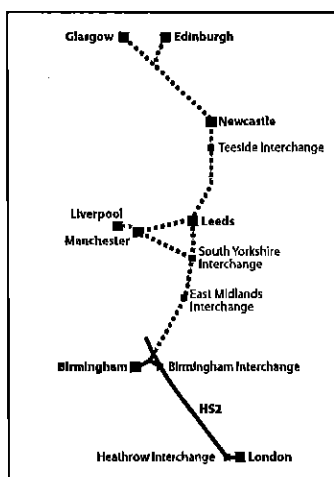 Glasgow
Edinburgh
Newcastle
Teeside Interchange
Liverpool
Leeds
Manchester
South Yorkshire
Interchange
East Midlands
Interchange
Birmingham
Birmingham Interchange
HS2
Heathrow Interchange
London